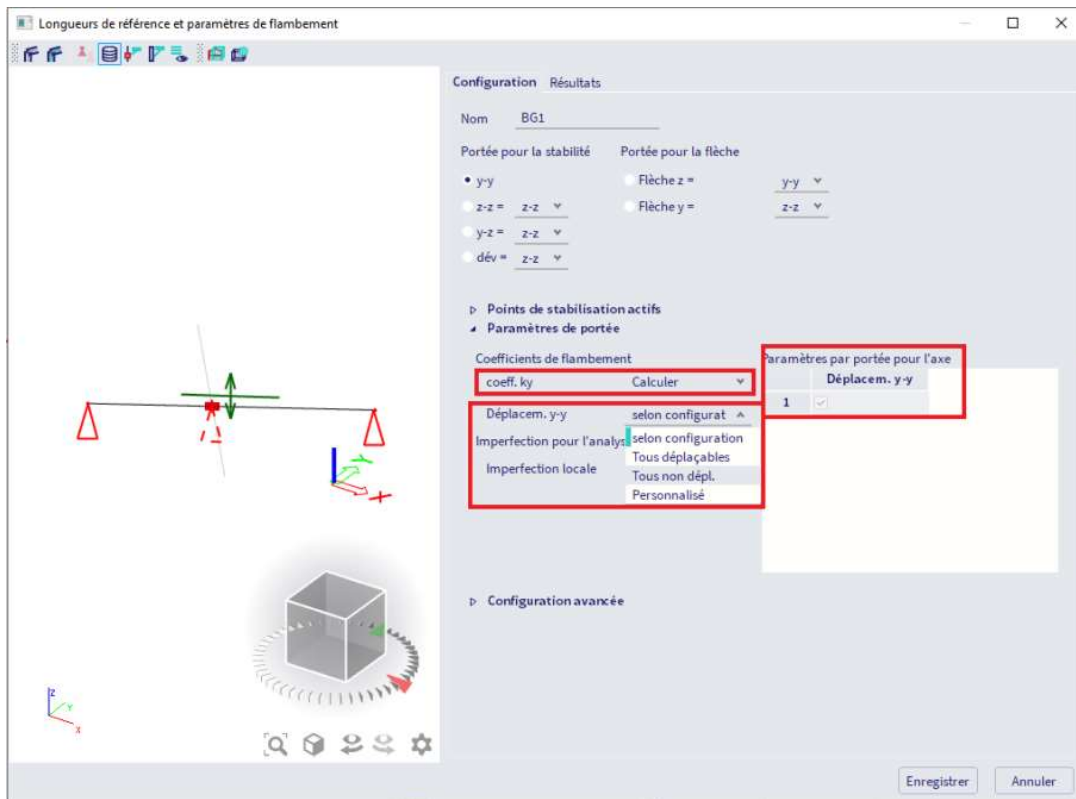 Longueurs de référence et paramètres de flambement
Configuration Résultats
Nom BG1
Portée pour la stabilité Portée pour la flèche
y-y Flèche z = y-y
z-z = z-z Flèche y = z-z
y-z = z-z
dév = z-z
Points de stabilisation actifs
Paramètres de portée
Coefficients de flambement Paramètres par portée pour l'axe
coeff. ky Calculer Déplacem. y-y
1
Déplacem. y-y selon configurat
Imperfection pour l'analys selon configuration
Tous déplaçables
Imperfection locale Tous non dépl.
Personnalisé
Configuration avancée
Y
X
Z
Y
X
Enregistrer Annuler